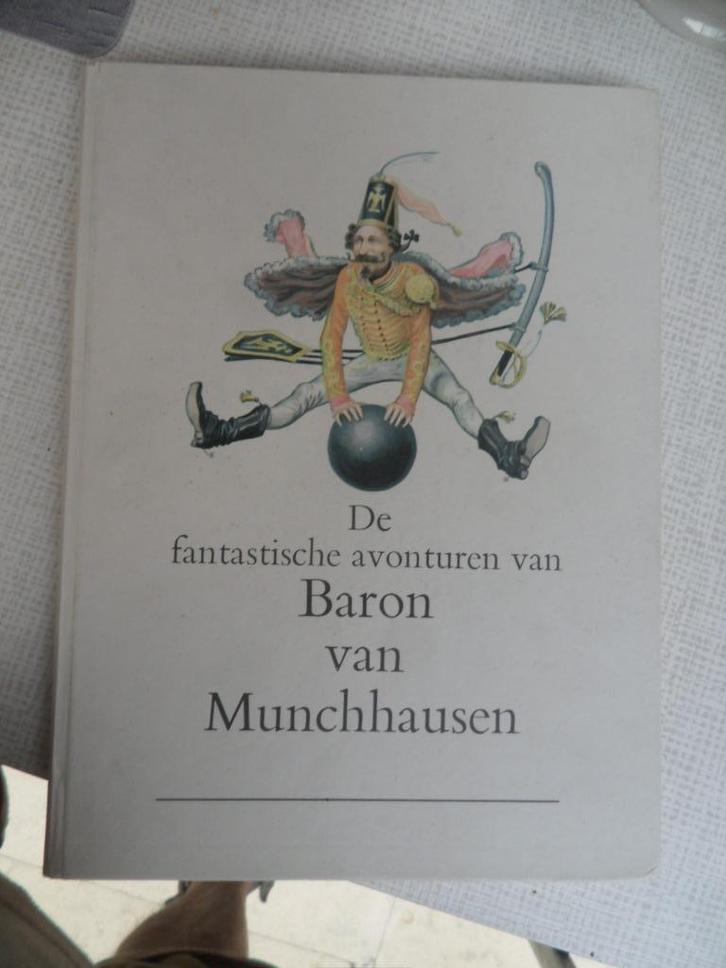 De
fantastische avonturen van
Baron
van
Munchhausen